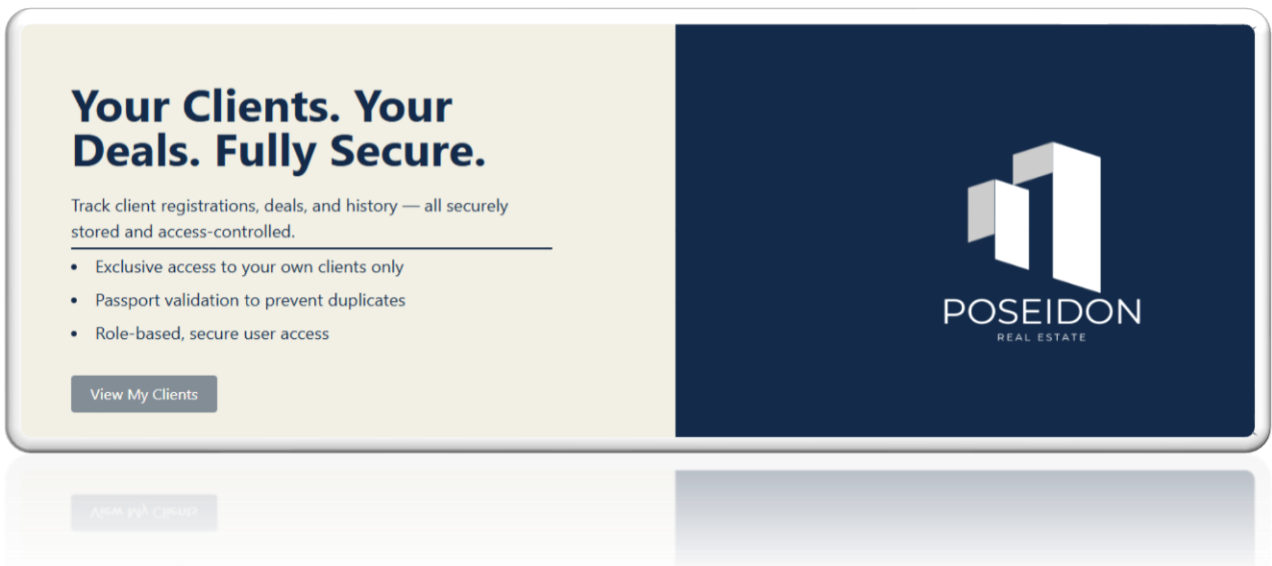 Your Clients. Your
Deals. Fully Secure.
Track client registrations, deals, and history — all securely
stored and access-controlled.
Exclusive access to your own clients only
Passport validation to prevent duplicates
Role-based, secure user access
View My Clients
POSEIDON
REAL ESTATE